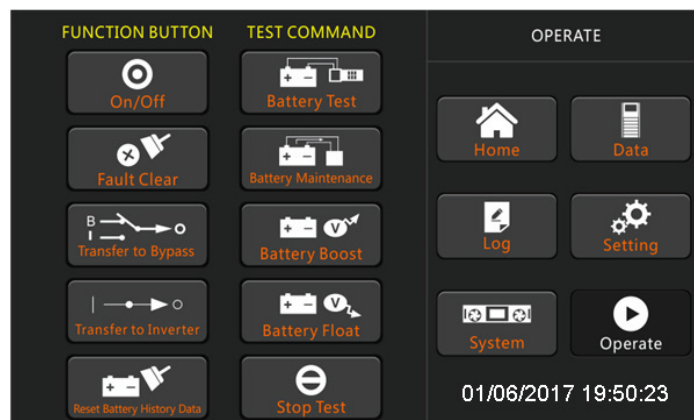 FUNCTION BUTTON
On/Off
Fault Clear
B
I
Transfer to Bypass
Transfer to Inverter
Reset Battery History Data
TEST COMMAND
Battery Test
Battery Maintenance
V
Battery Boost
V
Battery Float
Stop Test
OPERATE
Home
Data
Log
Setting
System
Operate
01/06/2017 19:50:23